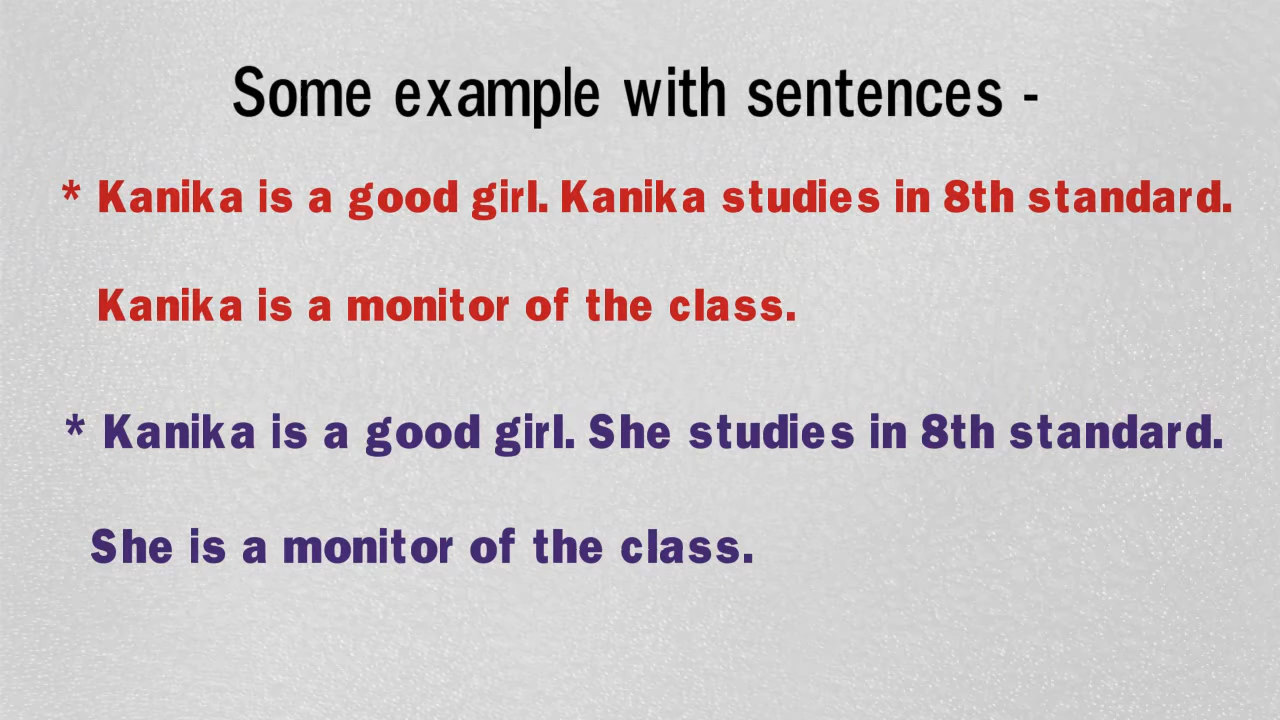 Some example with sentences -
* Kanika is a good girl. Kanika studies in 8th standard.
Kanika is a monitor of the class.
* Kanika is a good girl. She studies in 8th standard.
She is a monitor of the class.